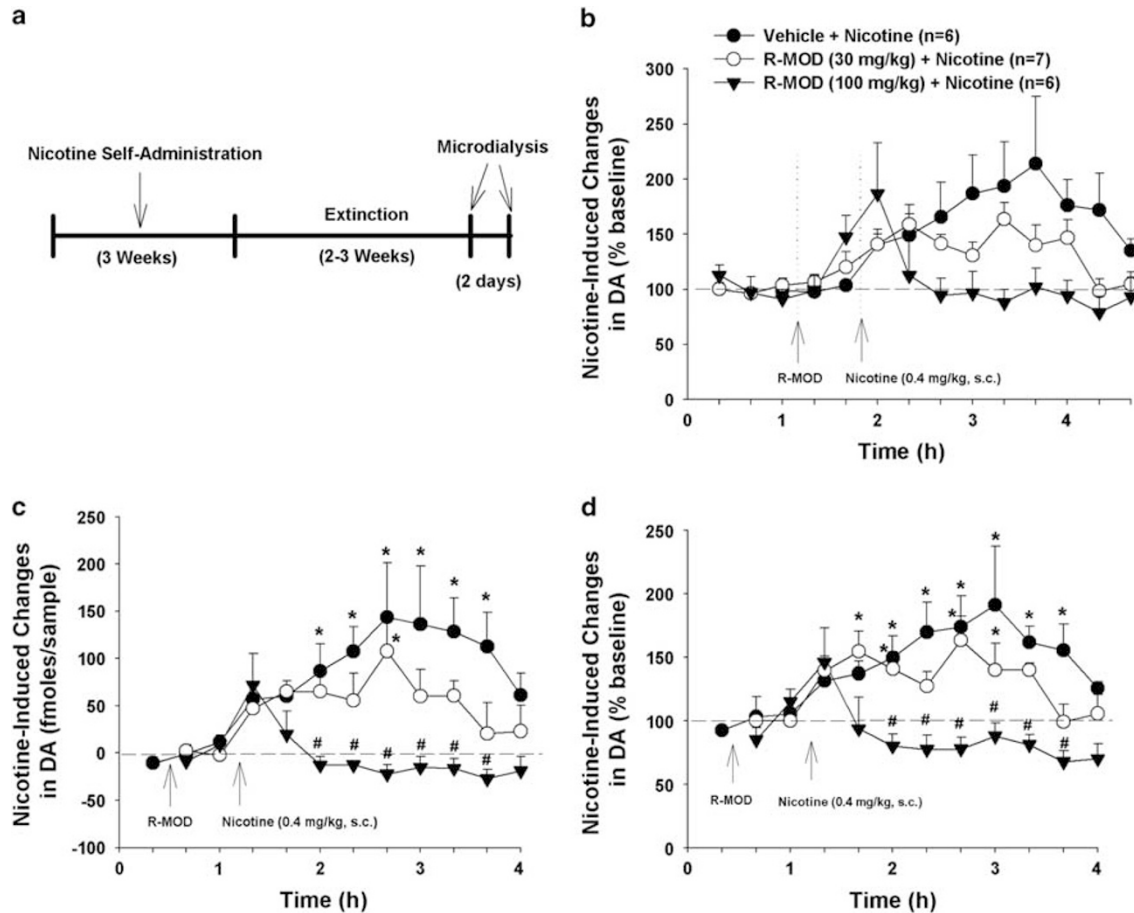 a
Nicotine Self-Administration
Microdialysis
Extinction
(3 Weeks)
(2-3 Weeks)
(2 days)
b
Vehicle + Nicotine (n=6)
R-MOD (30 mg/kg) + Nicotine (n=7)
R-MOD (100 mg/kg) + Nicotine (n=6)
Nicotine-Induced Changes
in DA (% baseline)
300
250
200
150
100
50
0
R-MOD
Nicotine (0.4 mg/kg, s.c.)
0 1 2 3 4
Time (h)
c
Nicotine-Induced Changes
in DA (fmoles/sample)
250
200
150
100
50
0
-50
-100
* * * * * * *
# # # # # #
R-MOD
Nicotine (0.4 mg/kg, s.c.)
0 1 2 3 4
Time (h)
d
Nicotine-Induced Changes
in DA (% baseline)
250
200
150
100
50
0
* * * * * * * * * * *
# # # # # #
R-MOD
Nicotine (0.4 mg/kg, s.c.)
0 1 2 3 4
Time (h)